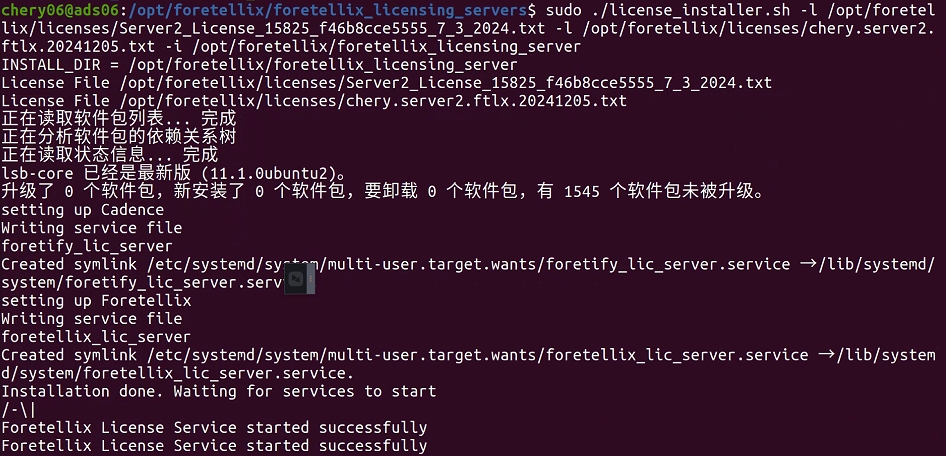 chery06@ads06:/opt/foretellix/foretellix_licensing_servers$ sudo ./license_installer.sh -l /opt/foretel
lix/licenses/Server2_License_15825_f46b8cce5555_7_3_2024.txt -l /opt/foretellix/licenses/chery.server2.
ftlx.20241205.txt -i /opt/foretellix/foretellix_licensing_server
INSTALL_DIR = /opt/foretellix/foretellix_licensing_server
License File /opt/foretellix/licenses/Server2_License_15825_f46b8cce5555_7_3_2024.txt
License File /opt/foretellix/licenses/chery.server2.ftlx.20241205.txt
正在读取软件包列表... 完成
正在分析软件包的依赖关系树
正在读取状态信息... 完成
lsb-core 已经是最新版 (11.1.0ubuntu2)。
升级了 0 个软件包，新安装了 0 个软件包，要卸载 0 个软件包，有 1545 个软件包未被升级。
setting up Cadence
Writing service file
foretify_lic_server
Created symlink /etc/systemd/system/multi-user.target.wants/foretify_lic_server.service →/lib/systemd/
system/foretify_lic_server.serv
setting up Foretellix
Writing service file
foretellix_lic_server
Created symlink /etc/systemd/system/multi-user.target.wants/foretellix_lic_server.service →/lib/system
d/system/foretellix_lic_server.service.
Installation done. Waiting for services to start
/-\|
Foretellix License Service started successfully
Foretellix License Service started successfully